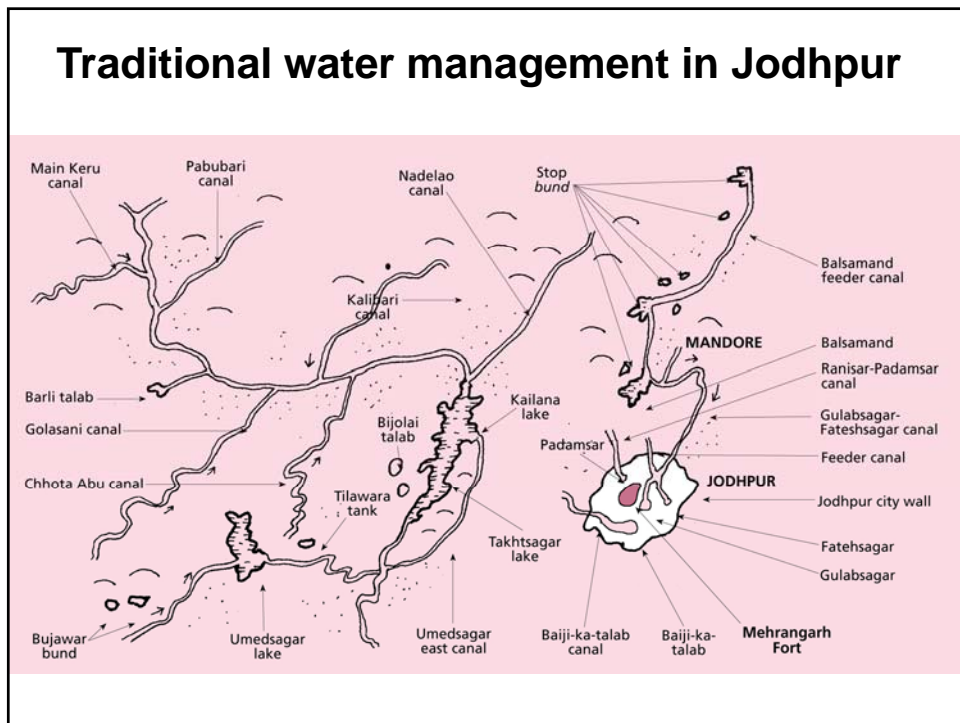 Traditional water management in Jodhpur
Main Keru
canal
Pabubari
canal
Nadelao
canal
Stop
bund
Balsamand
feeder canal
Kalibari
canal
MANDORE
Balsamand
Ranisar-Padamsar
canal
Barli talab
Kailana
lake
Golasani canal
Bijolai
talab
Gulabsagar-
Fateshsagar canal
Padamsar
Feeder canal
Chhota Abu canal
JODHPUR
Tilawara
tank
Jodhpur city wall
Takhtsagar
lake
Fatehsagar
Gulabsagar
Bujawar
bund
Umedsagar
lake
Umedsagar
east canal
Baiji-ka-talab
canal
Baiji-ka-
talab
Mehrangarh
Fort